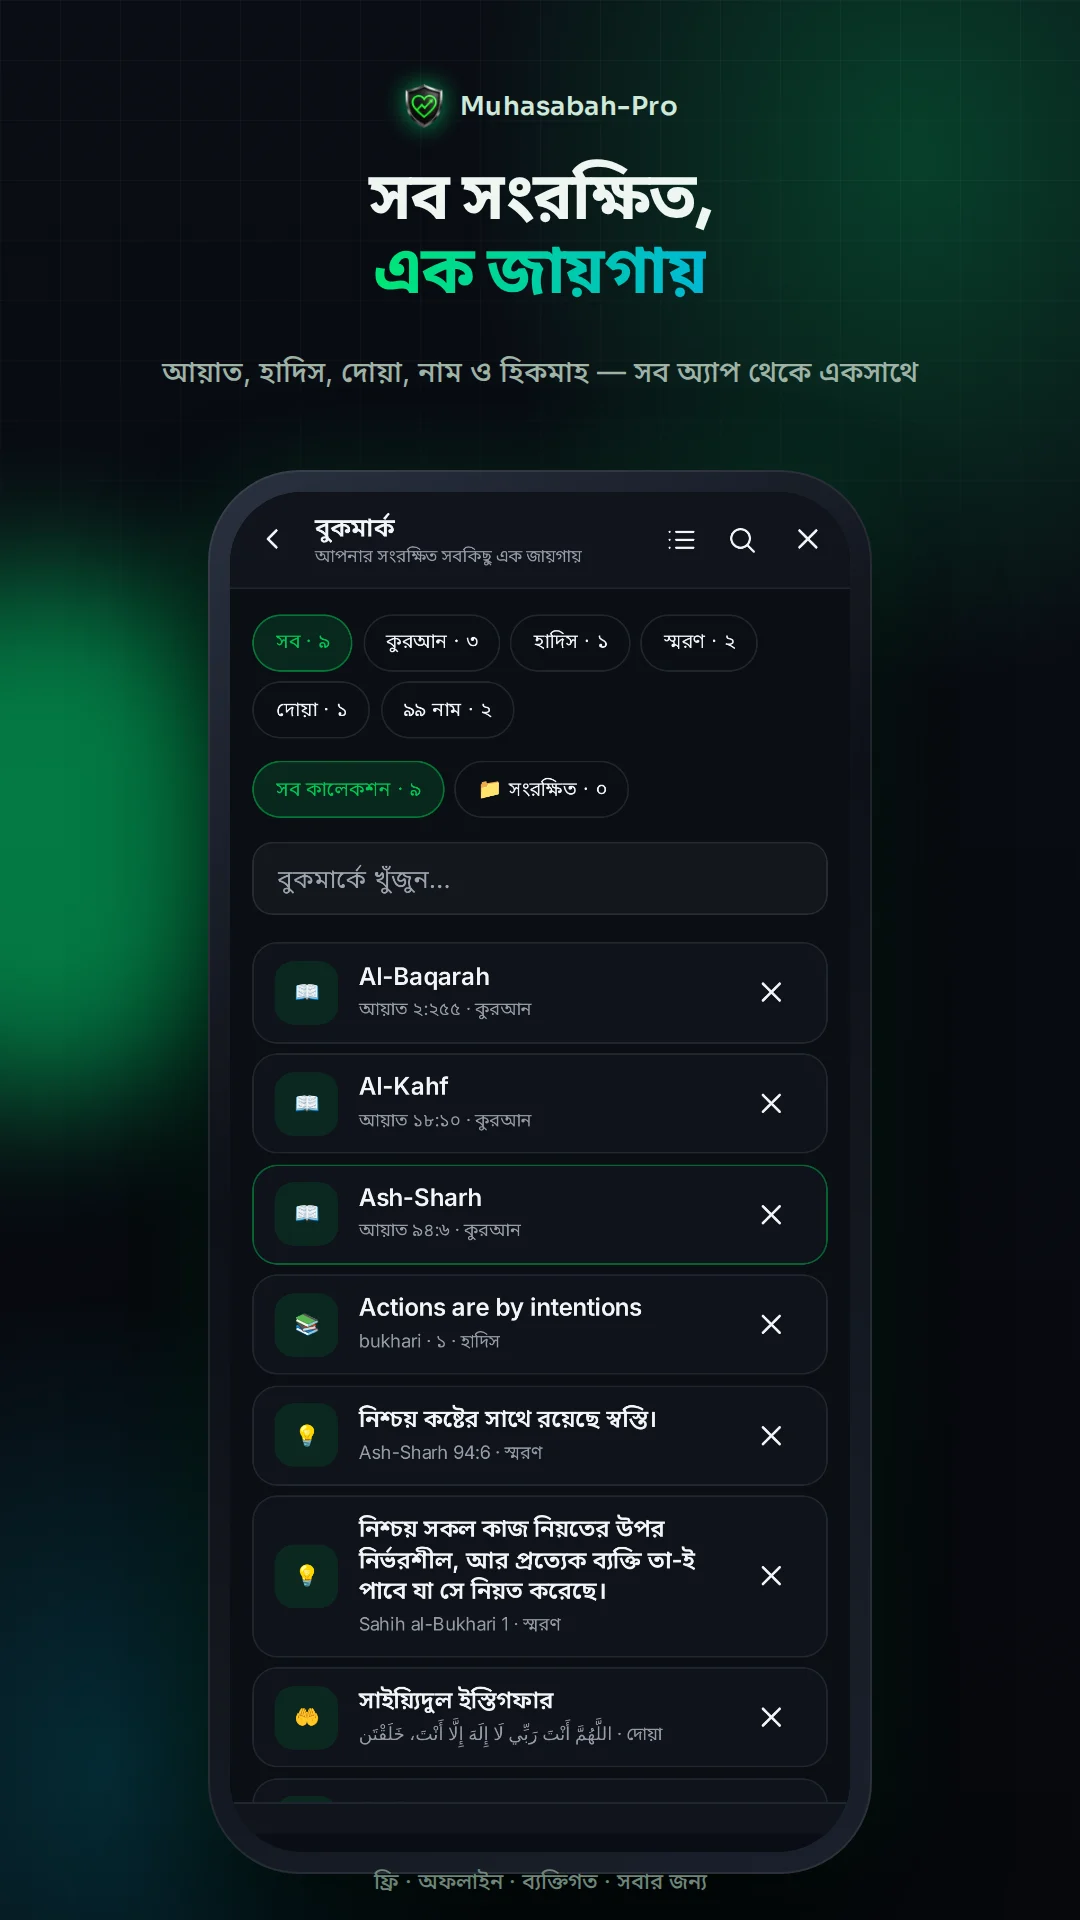 Muhasabah-Pro
সব সংরক্ষিত,
এক জায়গায়
আয়াত, হাদিস, দোয়া, নাম ও হিকমাহ — সব অ্যাপ থেকে একসাথে
বুকমার্ক
আপনার সংরক্ষিত সবকিছু এক জায়গায়
সব · ৯
কুরআন · ৩
হাদিস · ১
স্মরণ · ২
দোয়া · ১
৯৯ নাম · ২
সব কালেকশন · ৯
সংরক্ষিত · ০
বুকমার্কে খুঁজুন...
Al-Baqarah
আয়াত ২:২৫৫ · কুরআন
Al-Kahf
আয়াত ১৮:১০ · কুরআন
Ash-Sharh
আয়াত ৯৪:৬ · কুরআন
Actions are by intentions
bukhari · ১ · হাদিস
নিশ্চয় কষ্টের সাথে রয়েছে স্বস্তি।
Ash-Sharh 94:6 · স্মরণ
নিশ্চয় সকল কাজ নিয়তের উপর
নির্ভরশীল, আর প্রত্যেক ব্যক্তি তা-ই
পাবে যা সে নিয়ত করেছে।
Sahih al-Bukhari 1 · স্মরণ
সাইয়্যিদুল ইস্তিগফার
اللَّهُمَّ أَنْتَ رَبِّي لَا إِلَهَ إِلَّا أَنْتَ، خَلَقْتَن · দোয়া
ফ্রি · অফলাইন · ব্যক্তিগত · সবার জন্য